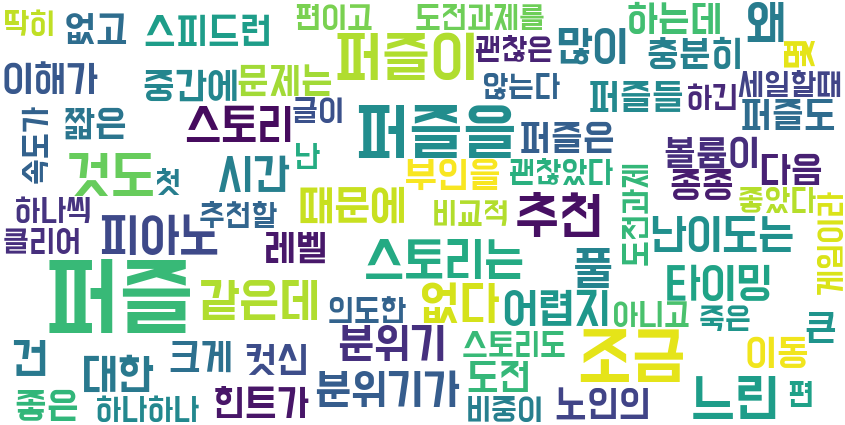 딱히 없고 스피드런 편이고 도전과제를 하는데 왜
퍼즐이 괜찮은 많이 충분히 몇
이해가 중간에 문제는 않는다 퍼즐들 하긴 세일할때
속도가 짧은 스토리 글이 퍼즐을 퍼즐은 퍼즐도
것도 첫 시간 난 부인을 괜찮았다 볼륨이 다음
하나씩 추천할 때문에 비교적 추천 도전과제 종종 좋았다
클리어 피아노 레벨 스토리는 풀 난이도는 게임이라
퍼즐 같은데 의도한 없다 어렵지 타이밍 아니고 죽은 큰
건 대한 크게 컷신 분위기 스토리도 조금 이동
좋은 하나하나 힌트가 분위기가 도전 비중이 노인의 느린 편